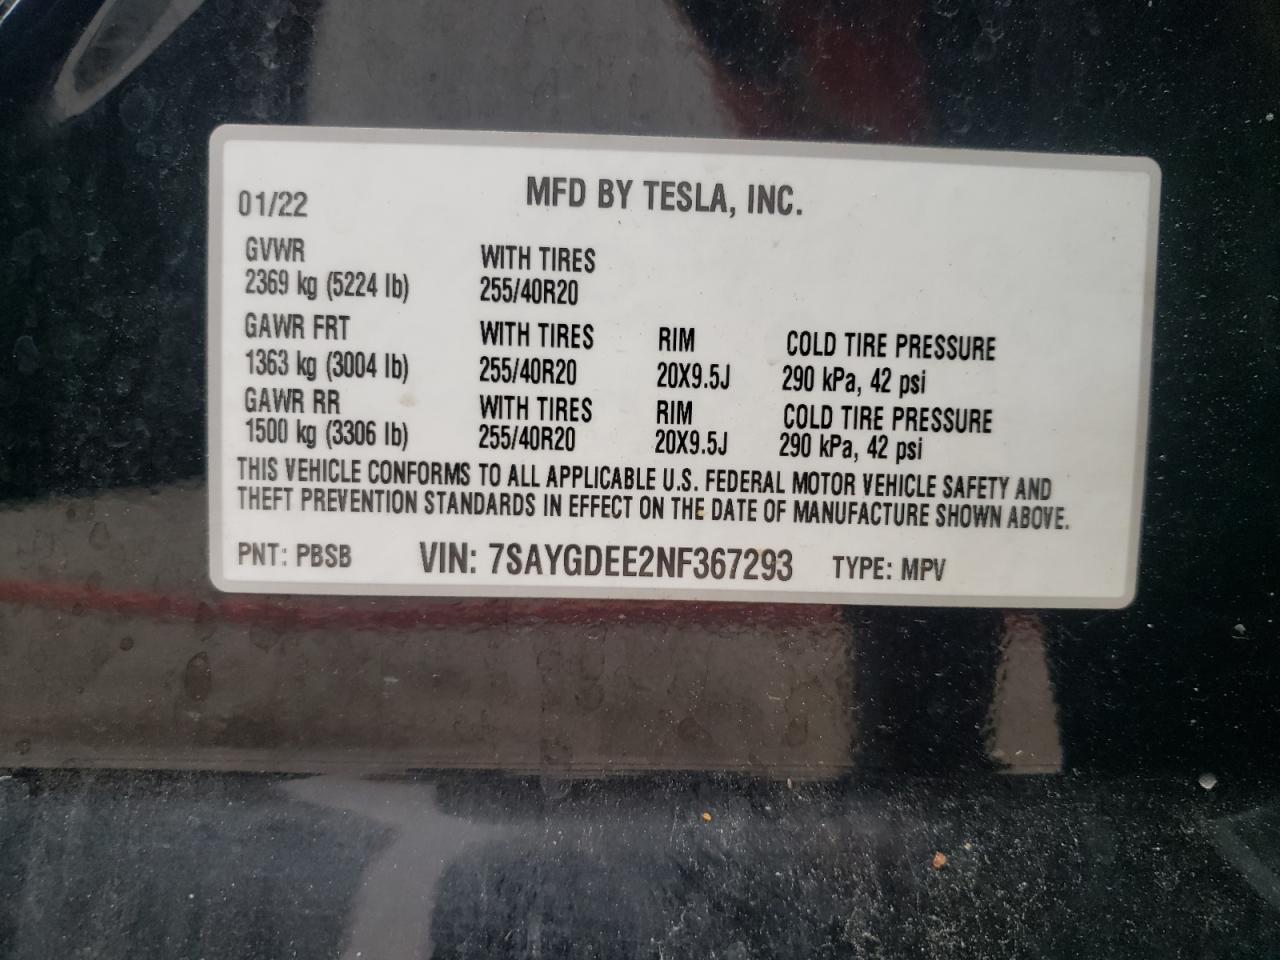 MFD BY TESLA, INC.
01/22
GVWR WITH TIRES
2369 kg (5224 lb) 255/40R20
GAWR FRT WITH TIRES RIM COLD TIRE PRESSURE
1363 kg (3004 lb) 255/40R20 20X9.5J 290 kPa, 42 psi
GAWR RR WITH TIRES RIM COLD TIRE PRESSURE
1500 kg (3306 lb) 255/40R20 20X9.5J 290 kPa, 42 psi
THIS VEHICLE CONFORMS TO ALL APPLICABLE U.S. FEDERAL MOTOR VEHICLE SAFETY AND
THEFT PREVENTION STANDARDS IN EFFECT ON THE DATE OF MANUFACTURE SHOWN ABOVE.
PNT: PBSB VIN: 7SAYGDEE2NF367293 TYPE: MPV